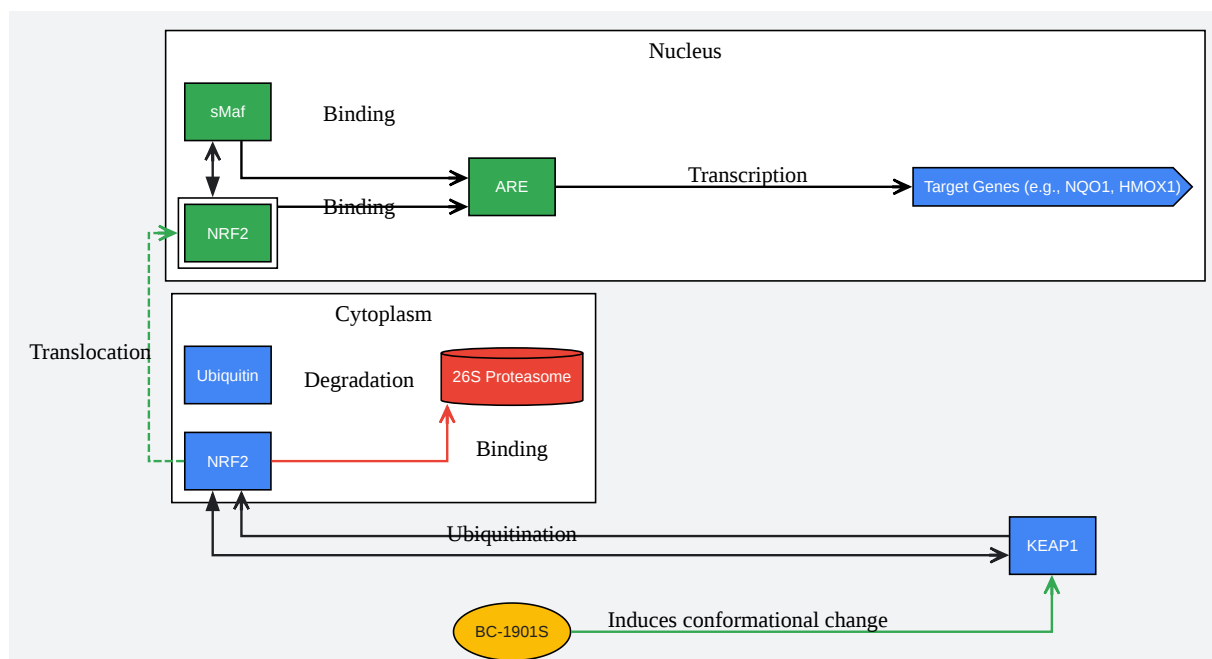 Nucleus
sMaf
Binding
ARE
Transcription
Target Genes (e.g., NQO1, HMOX1)
Binding
NRF2
Cytoplasm
Translocation
Ubiquitin
Degradation
26S Proteasome
NRF2
Binding
Ubiquitination
KEAP1
BC-1901S
Induces conformational change